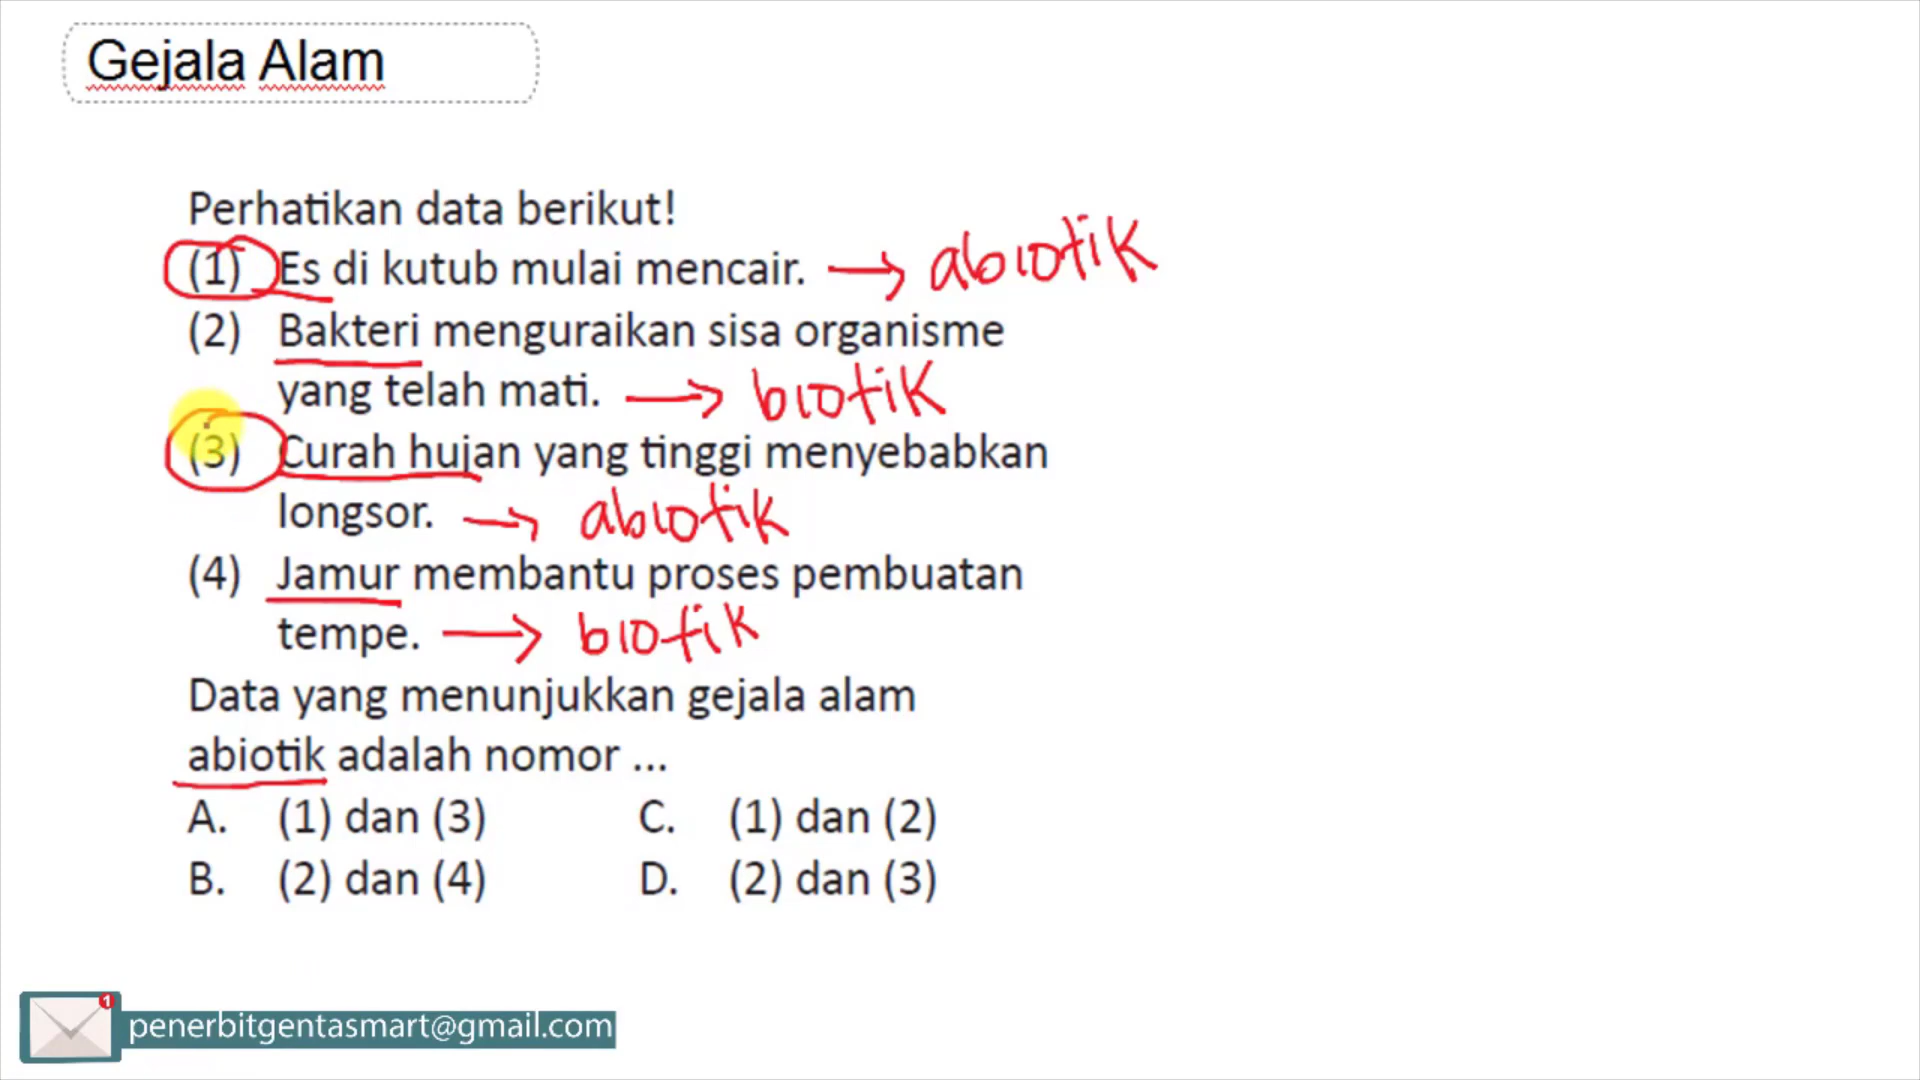 Gejala Alam
Perhatikan data berikut!
(1) Es di kutub mulai mencair. → abiotik
(2) Bakteri menguraikan sisa organisme
yang telah mati. → biotik
(3) Curah hujan yang tinggi menyebabkan
longsor. → abiotik
(4) Jamur membantu proses pembuatan
tempe. → biotik
Data yang menunjukkan gejala alam
abiotik adalah nomor ...
A. (1) dan (3) C. (1) dan (2)
B. (2) dan (4) D. (2) dan (3)
1
penerbitgentasmart@gmail.com